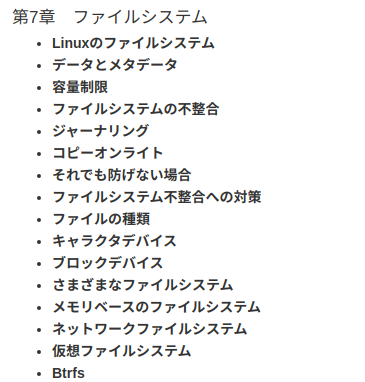 第7章　ファイルシステム
• Linuxのファイルシステム
• データとメタデータ
• 容量制限
• ファイルシステムの不整合
• ジャーナリング
• コピーオンライト
• それでも防げない場合
• ファイルシステム不整合への対策
• ファイルの種類
• キャラクタデバイス
• ブロックデバイス
• さまざまなファイルシステム
• メモリベースのファイルシステム
• ネットワークファイルシステム
• 仮想ファイルシステム
• Btrfs